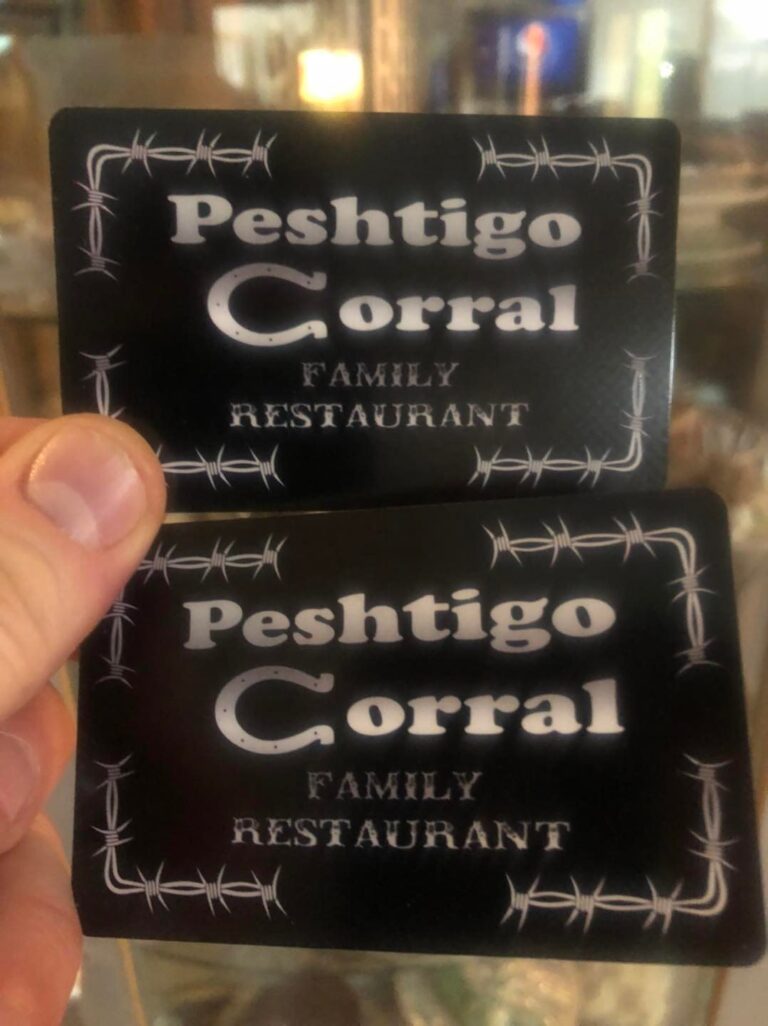 Peshtigo
Corral
FAMILY
RESTAURANT
Peshtigo
Corral
FAMILY
RESTAURANT